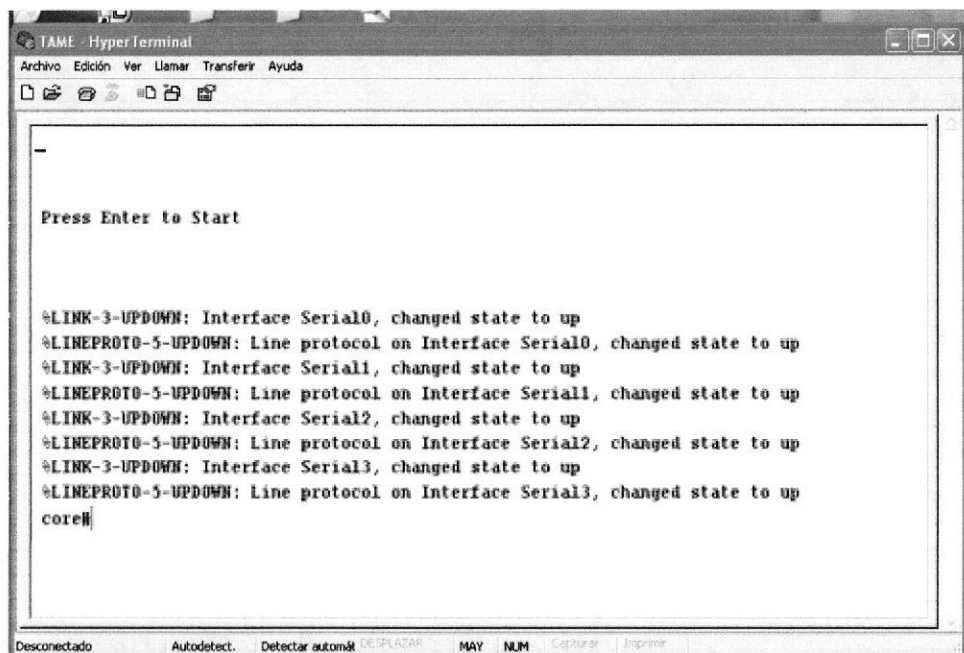 TAME - HyperTerminal
Archivo Edición Ver Llamar Transferir Ayuda
Press Enter to Start
%LINK-3-UPDOWN: Interface Serial0, changed state to up
%LINEPROTO-5-UPDOWN: Line protocol on Interface Serial0, changed state to up
%LINK-3-UPDOWN: Interface Serial1, changed state to up
%LINEPROTO-5-UPDOWN: Line protocol on Interface Serial1, changed state to up
%LINK-3-UPDOWN: Interface Serial2, changed state to up
%LINEPROTO-5-UPDOWN: Line protocol on Interface Serial2, changed state to up
%LINK-3-UPDOWN: Interface Serial3, changed state to up
%LINEPROTO-5-UPDOWN: Line protocol on Interface Serial3, changed state to up
core#
Desconectado Autodetect. Detectar automát DESPLAZAR MAY NUM Capturar Imprimir